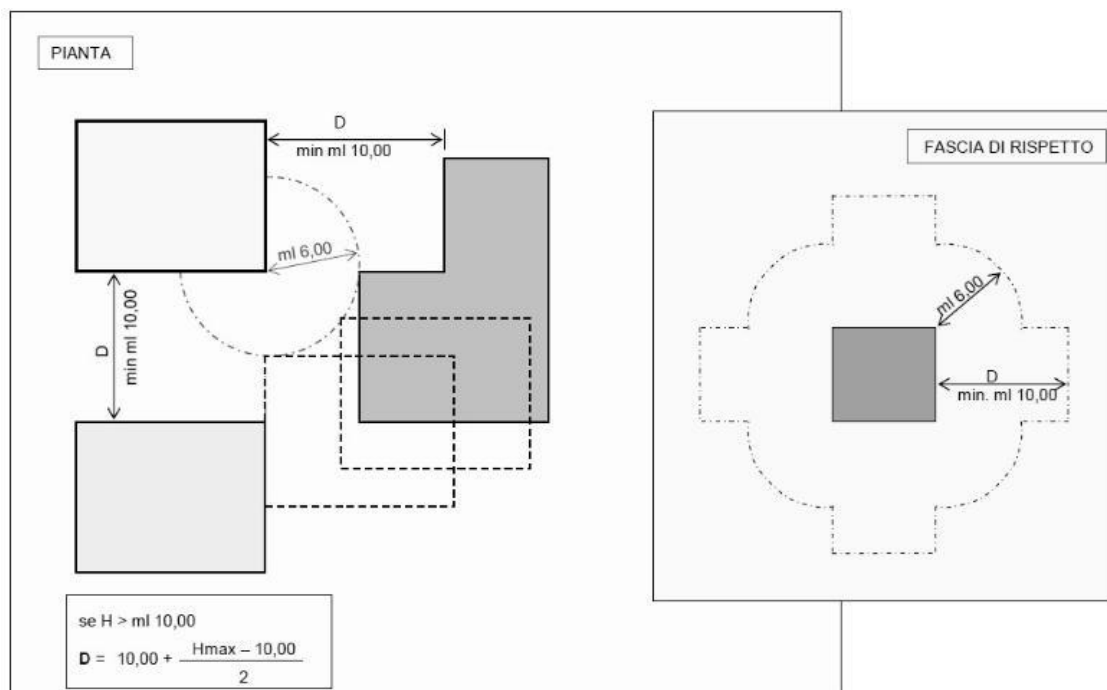 PIANTA
D
min ml 10,00
ml 6,00
D
min ml 10,00
se H > ml 10,00
D = 10,00 + Hmax – 10,00
2
FASCIA DI RISPETTO
ml 6,00
D
min. ml 10,00